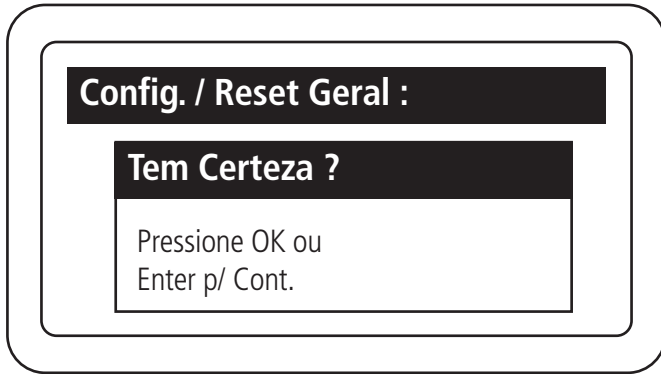 Config. / Reset Geral :
Tem Certeza ?
Pressione OK ou
Enter p/ Cont.